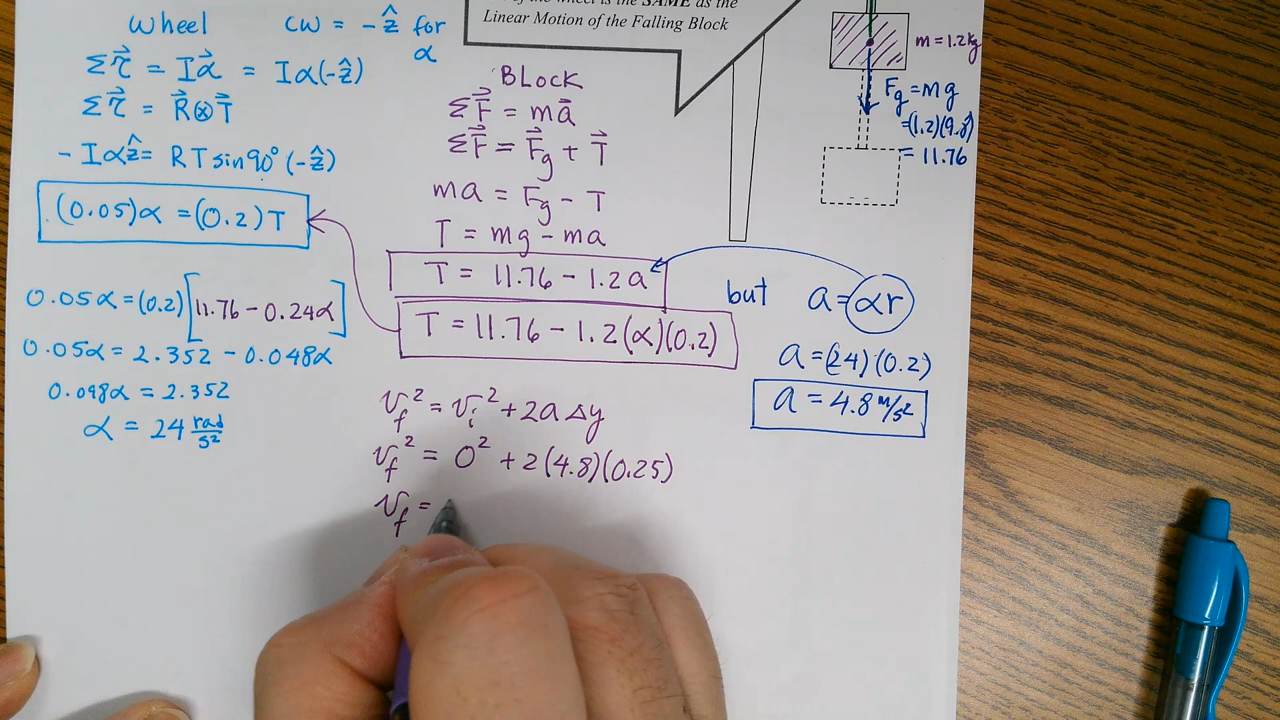 Wheel CW = -ẑ for α
Στ⃗ = Iα⃗ = Iα(-ẑ)
Στ⃗ = R⃗⊗T⃗
- Iαẑ = RT sin90° (-ẑ)
(0.05)α = (0.2)T
0.05α = (0.2)[11.76 - 0.24α]
0.05α = 2.352 - 0.048α
0.098α = 2.352
α = 24 rad/s²
of the wheel is the SAME as the
Linear Motion of the Falling Block
BLOCK
ΣF⃗ = ma⃗
ΣF⃗ = F⃗g + T⃗
ma = Fg - T
T = mg - ma
T = 11.76 - 1.2a
T = 11.76 - 1.2(α)(0.2)
vf² = vi² + 2aΔy
vf² = 0² + 2(4.8)(0.25)
vf =
m = 1.2kg
Fg = mg
=(1.2)(9.8)
= 11.76
but a = αr
a = (24)(0.2)
a = 4.8 m/s²